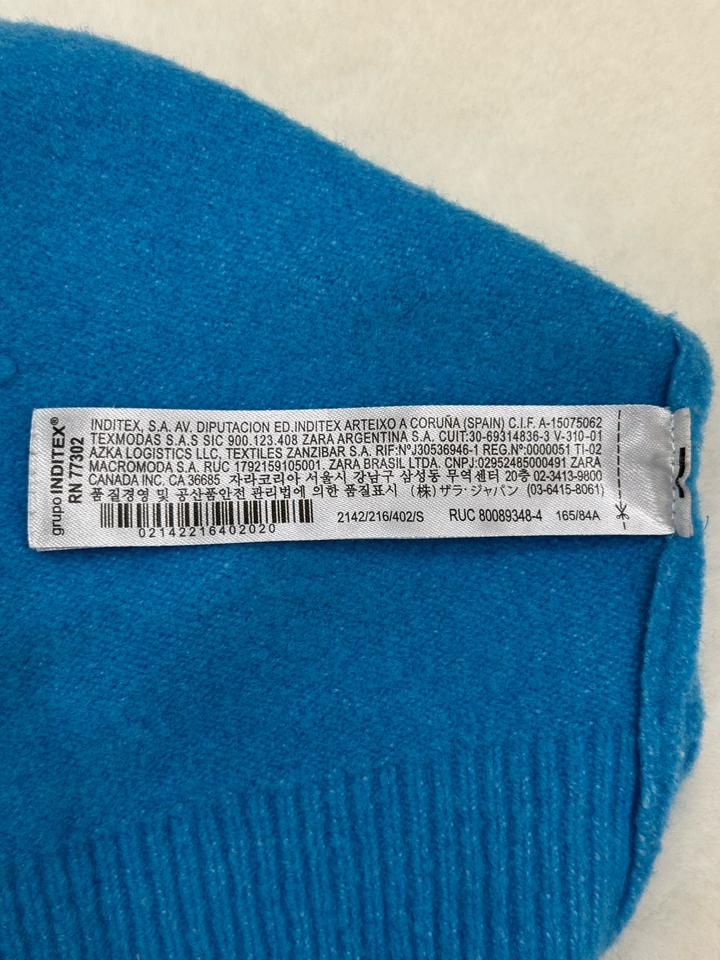 grupo INDITEX®
RN 77302
INDITEX, S.A. AV. DIPUTACION ED.INDITEX ARTEIXO A CORUÑA (SPAIN) C.I.F. A-15075062
TEXMODAS S.A.S SIC 900.123.408 ZARA ARGENTINA S.A. CUIT:30-69314836-3 V-310-01
AZKA LOGISTICS LLC, TEXTILES ZANZIBAR S.A. RIF:NºJ30536946-1 REG.Nº:0000051 TI-02
MACROMODA S.A. RUC 1792159105001. ZARA BRASIL LTDA. CNPJ:02952485000491 ZARA
CANADA INC. CA 36685 자라코리아 서울시 강남구 삼성동 무역센터 20층 02-3413-9800
품질경영 및 공산품안전 관리법에 의한 품질표시 (株) ザラ・ジャパン (03-6415-8061)
02142216402020
2142/216/402/S RUC 80089348-4 165/84A